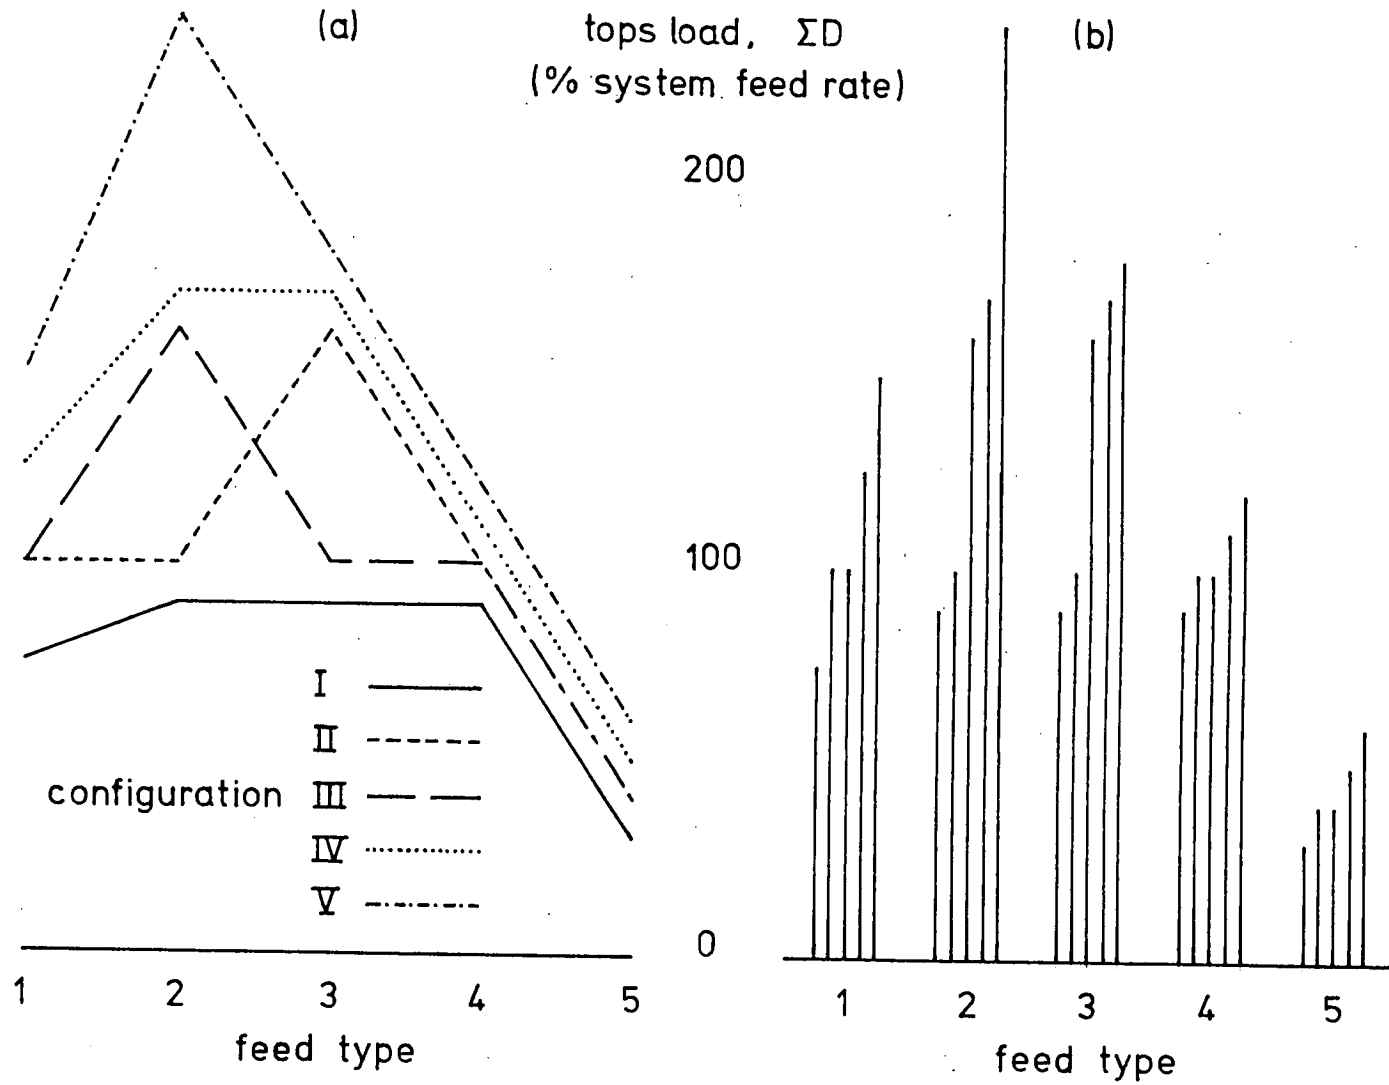 (a)
tops load, ΣD
(% system feed rate)
(b)
200
100
0
I
II
configuration III
IV
V
1 2 3 4 5
feed type
1 2 3 4 5
feed type